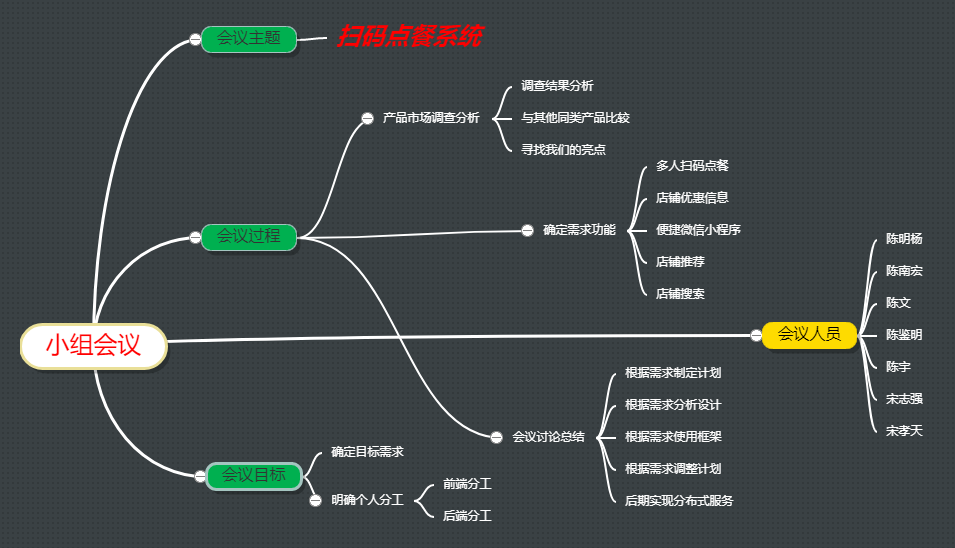 会议主题
扫码点餐系统
会议过程
产品市场调查分析
调查结果分析
与其他同类产品比较
寻找我们的亮点
确定需求功能
多人扫码点餐
店铺优惠信息
便捷微信小程序
店铺推荐
店铺搜索
会议讨论总结
根据需求制定计划
根据需求分析设计
根据需求使用框架
根据需求调整计划
后期实现分布式服务
小组会议
会议人员
陈明杨
陈南宏
陈文
陈鉴明
陈宇
宋志强
宋孝天
会议目标
确定目标需求
明确个人分工
前端分工
后端分工